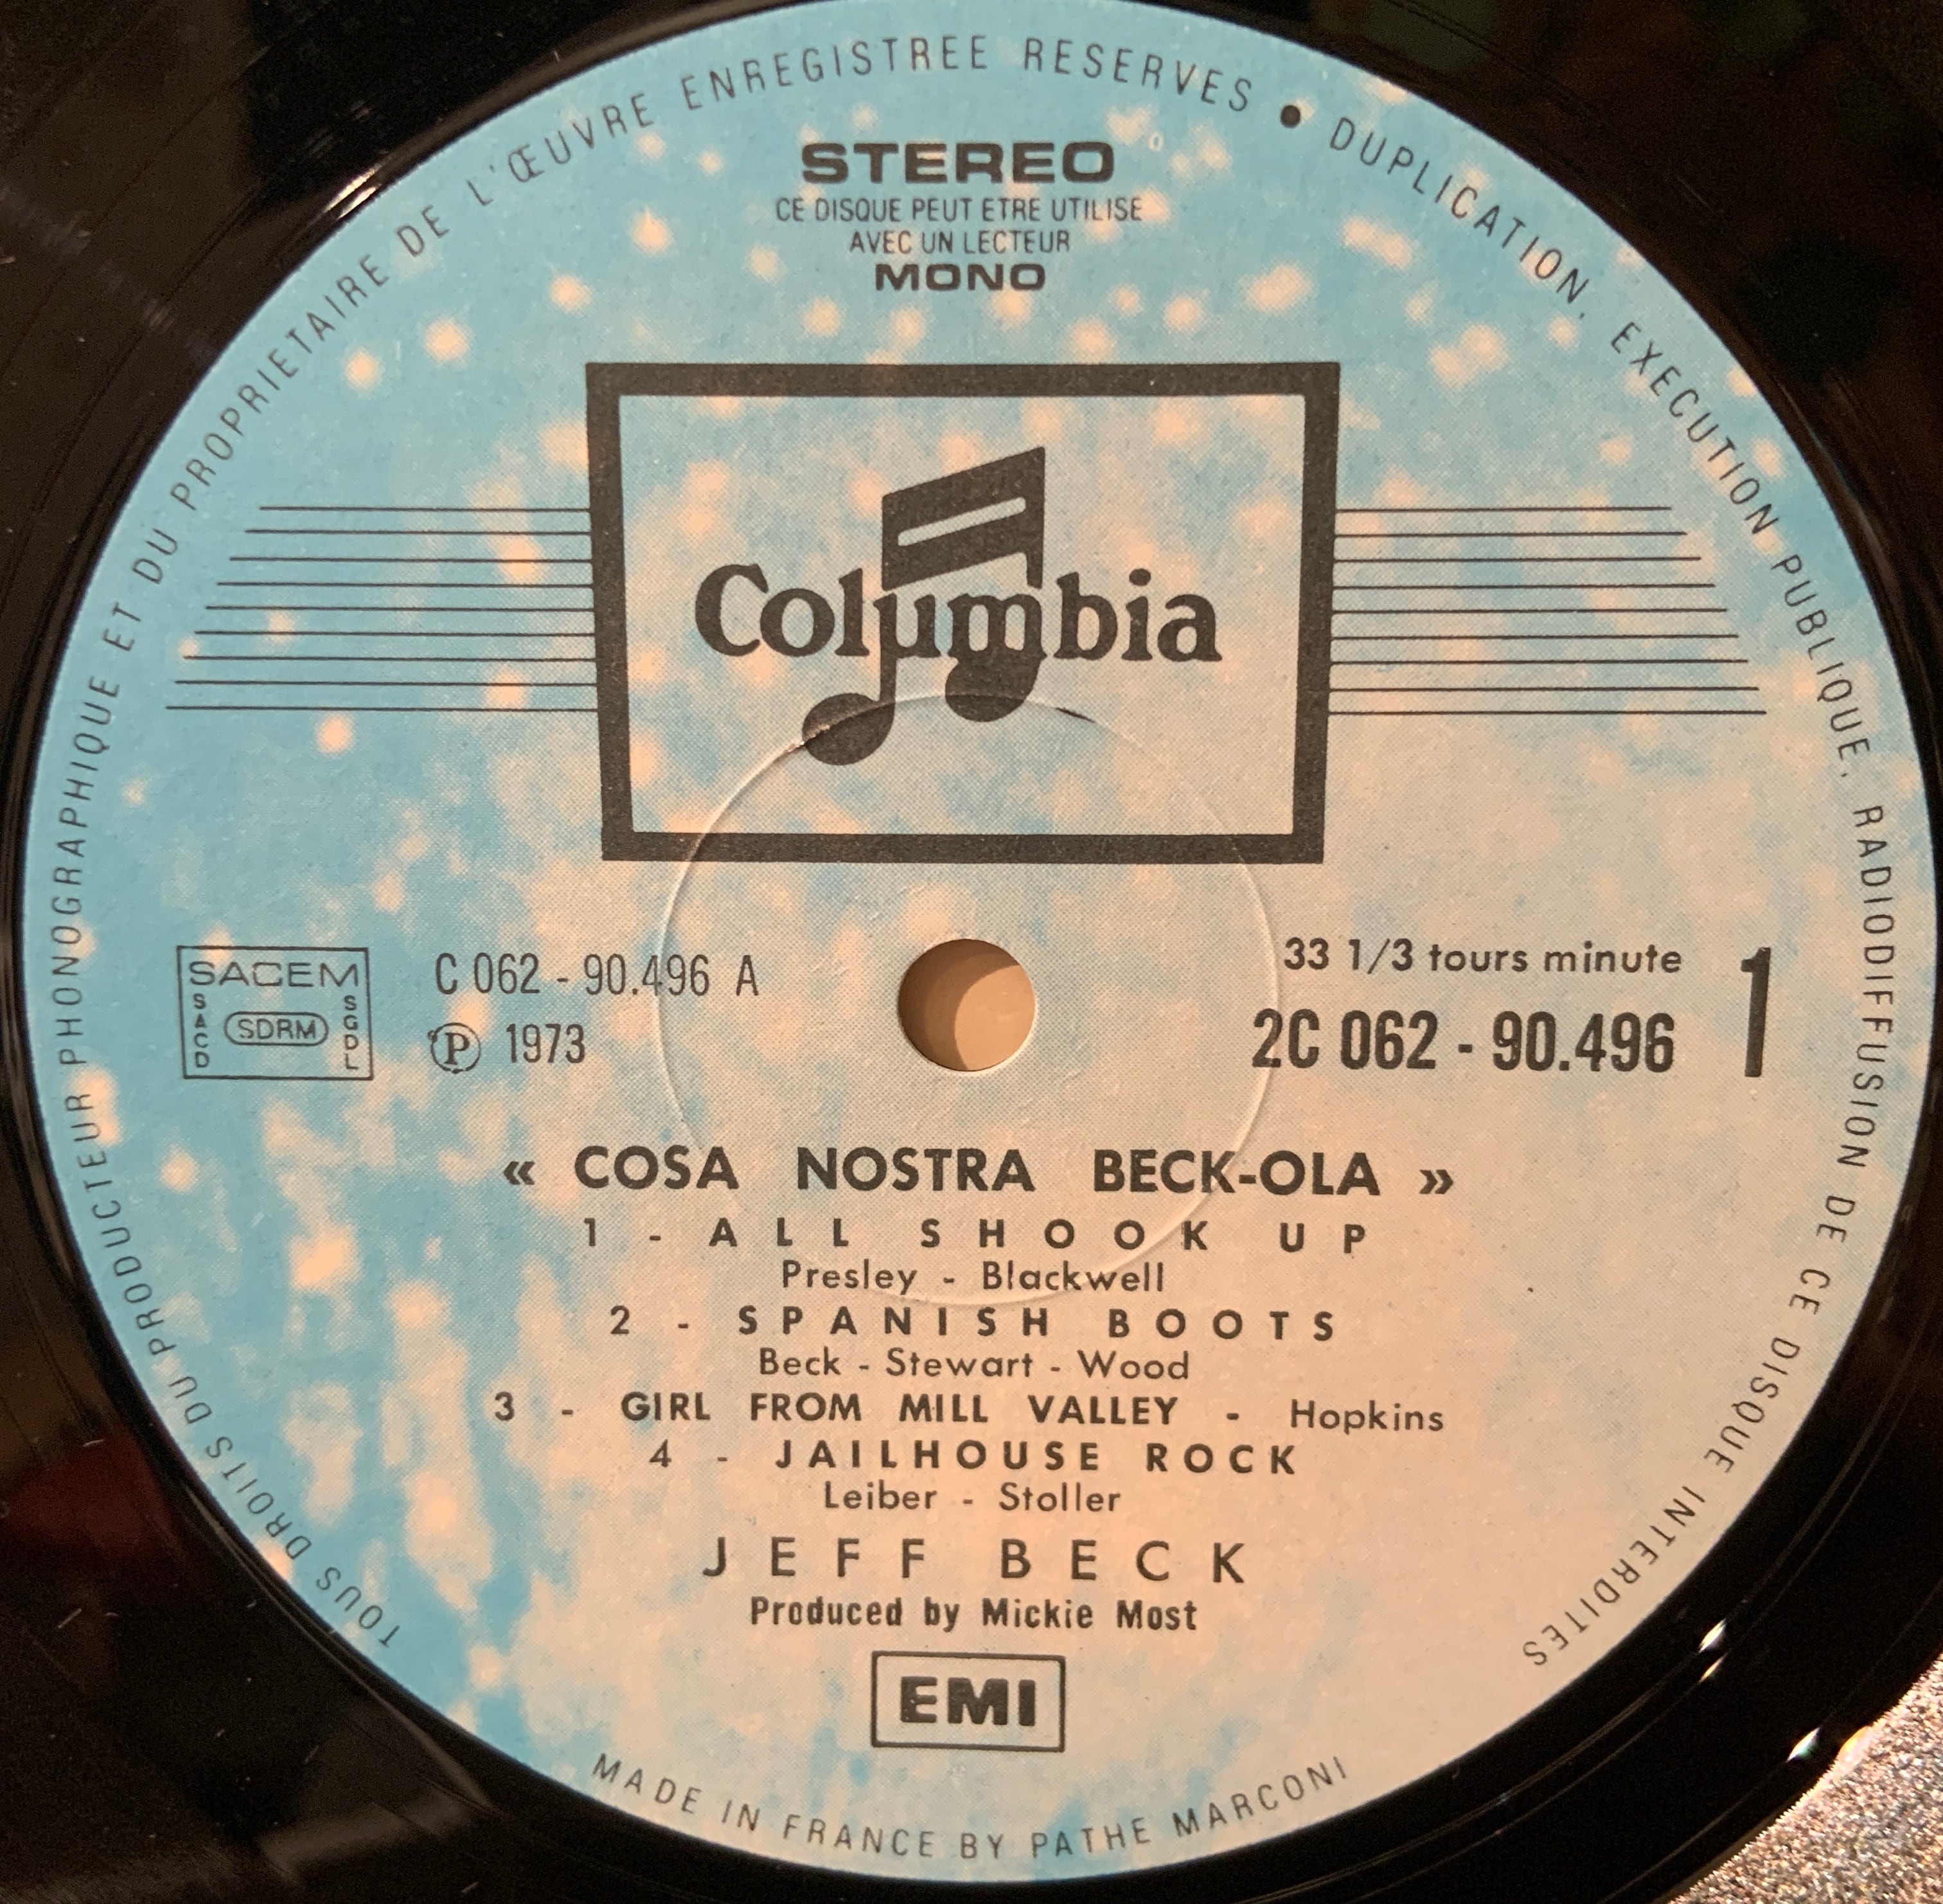 TOUS DROITS DU PRODUCTEUR PHONOGRAPHIQUE ET DU PROPRIETAIRE DE L'ŒUVRE ENREGISTREE RESERVES • DUPLICATION. EXECUTION PUBLIQUE. RADIODIFFUSION DE CE DISQUE INTERDITES
STEREO
CE DISQUE PEUT ETRE UTILISE
AVEC UN LECTEUR
MONO
Columbia
SACEM
SACD
SDRM
SGDL
C 062 - 90.496 A
Ⓟ 1973
33 1/3 tours minute
2C 062 - 90.496
1
« COSA NOSTRA BECK-OLA »
1 - ALL SHOOK UP
Presley - Blackwell
2 - SPANISH BOOTS
Beck - Stewart - Wood
3 - GIRL FROM MILL VALLEY - Hopkins
4 - JAILHOUSE ROCK
Leiber - Stoller
JEFF BECK
Produced by Mickie Most
EMI
MADE IN FRANCE BY PATHE MARCONI